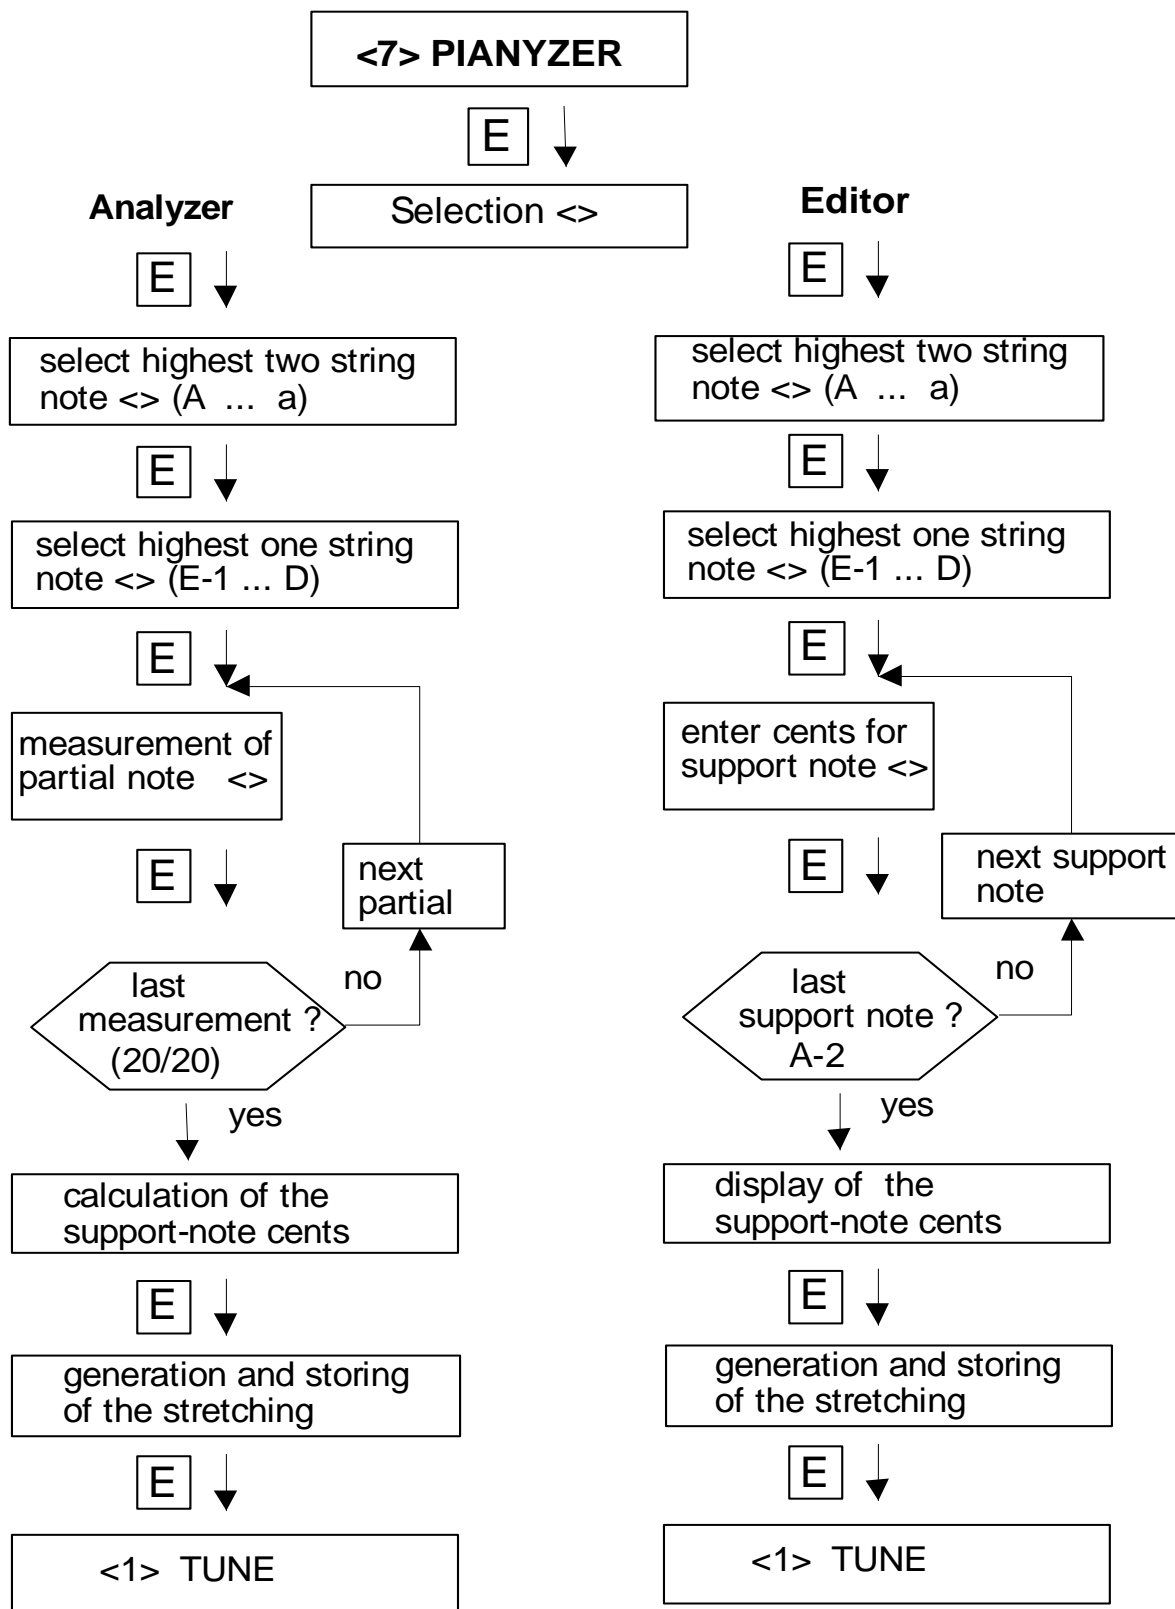 <7> PIANYZER
E
Selection <>
Analyzer
E
select highest two string
note <> (A ... a)
E
select highest one string
note <> (E-1 ... D)
E
measurement of
partial note <>
E
next
partial
no
last
measurement ?
(20/20)
yes
calculation of the
support-note cents
E
generation and storing
of the stretching
E
<1> TUNE
Editor
E
select highest two string
note <> (A ... a)
E
select highest one string
note <> (E-1 ... D)
E
enter cents for
support note <>
E
next support
note
no
last
support note ?
A-2
yes
display of the
support-note cents
E
generation and storing
of the stretching
E
<1> TUNE